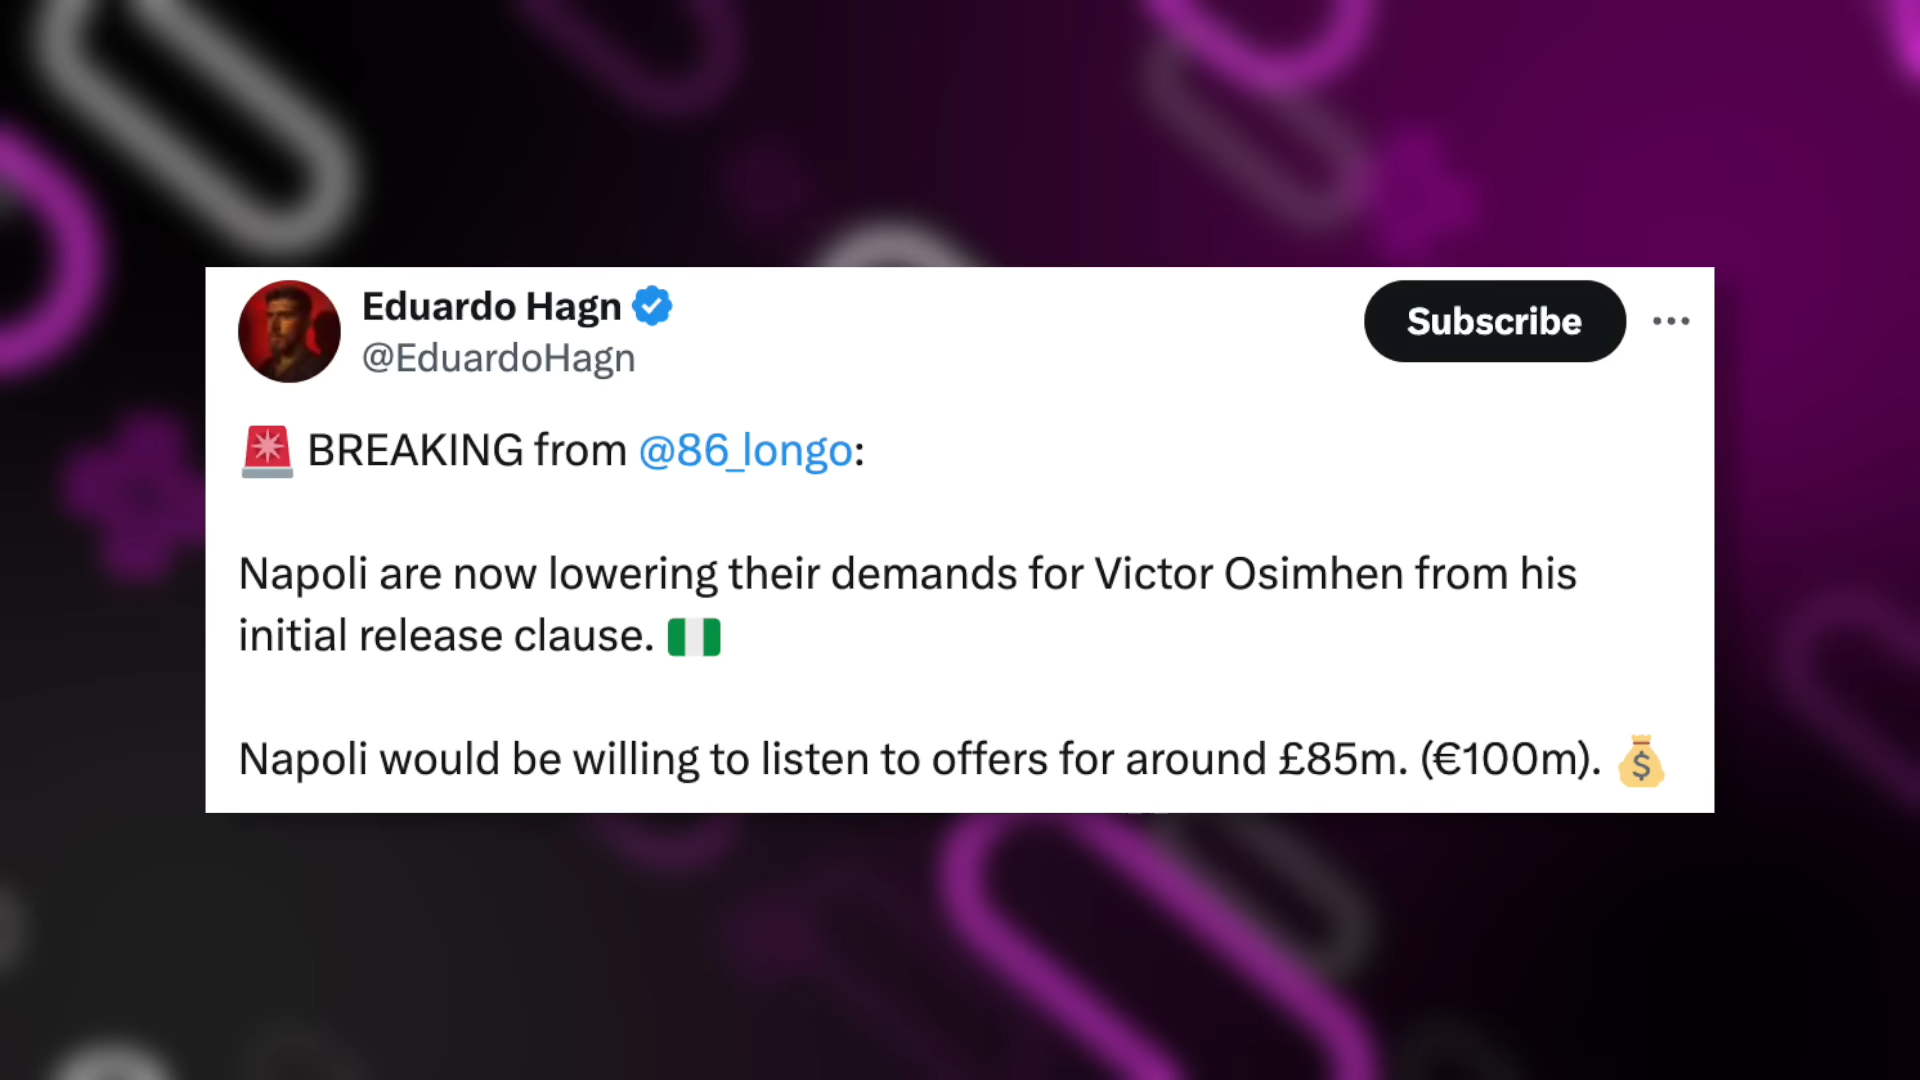 Eduardo Hagn
@EduardoHagn
Subscribe
🚨 BREAKING from @86_longo:
Napoli are now lowering their demands for Victor Osimhen from his
initial release clause. 🇳🇬
Napoli would be willing to listen to offers for around £85m. (€100m). 💰